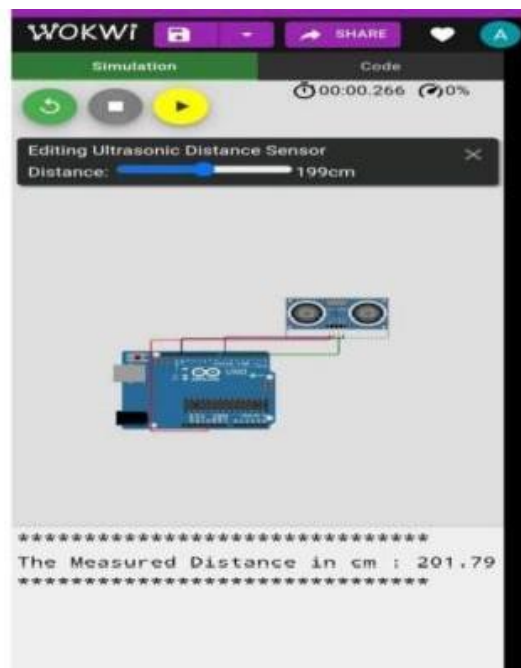 WOKWI SHARE A
Simulation Code
00:00.266 0%
Editing Ultrasonic Distance Sensor
Distance: 199cm
UNO
********************************
The Measured Distance in cm : 201.79
********************************